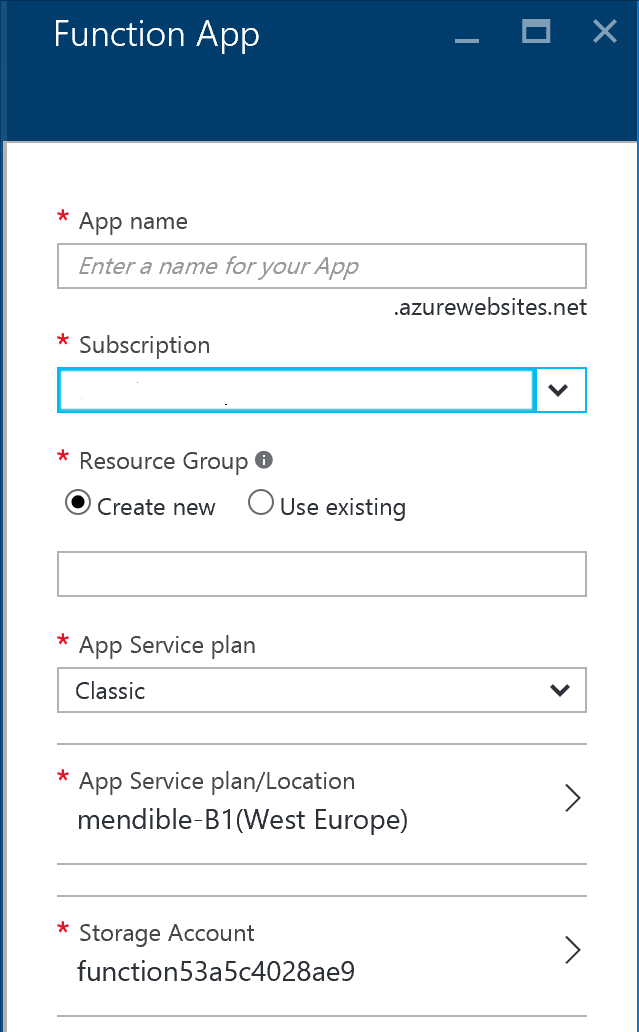 Function App
* App name
Enter a name for your App
.azurewebsites.net
* Subscription
* Resource Group
Create new Use existing
* App Service plan
Classic
* App Service plan/Location
mendible-B1(West Europe)
* Storage Account
function53a5c4028ae9